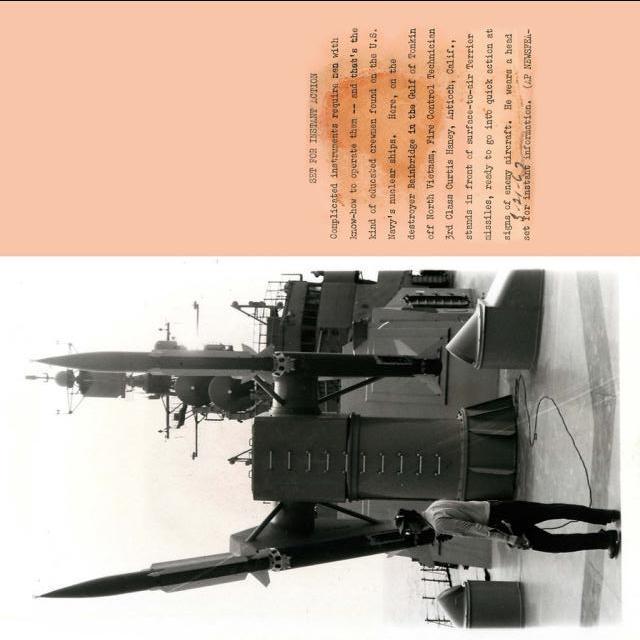 SET FOR INSTANT ACTION
Complicated instruments require men with
know-how to operate them -- and that's the
kind of educated crewmen found on the U.S.
Navy's nuclear ships. Here, on the
destroyer Bainbridge in the Gulf of Tonkin
off North Vietnam, Fire Control Technician
3rd Class Curtis Haney, Antioch, Calif.,
stands in front of surface-to-air Terrier
missiles, ready to go into quick action at
signs of enemy aircraft. He wears a head
set for instant information. (AP NEWSFEA-